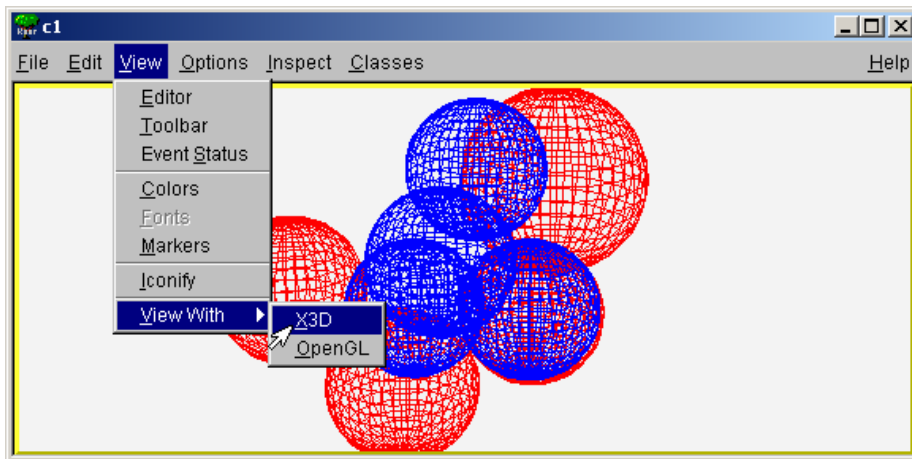 c1
File Edit View Options Inspect Classes Help
Editor
Toolbar
Event Status
Colors
Fonts
Markers
Iconify
View With
X3D
OpenGL